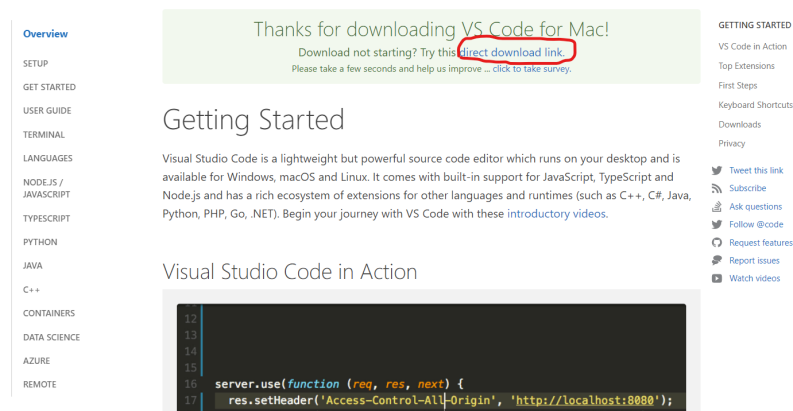 Overview
SETUP
GET STARTED
USER GUIDE
TERMINAL
LANGUAGES
NODE.JS /
JAVASCRIPT
TYPESCRIPT
PYTHON
JAVA
C++
CONTAINERS
DATA SCIENCE
AZURE
REMOTE
Thanks for downloading VS Code for Mac!
Download not starting? Try this direct download link.
Please take a few seconds and help us improve ... click to take survey.
Getting Started
Visual Studio Code is a lightweight but powerful source code editor which runs on your desktop and is
available for Windows, macOS and Linux. It comes with built-in support for JavaScript, TypeScript and
Node.js and has a rich ecosystem of extensions for other languages and runtimes (such as C++, C#, Java,
Python, PHP, Go, .NET). Begin your journey with VS Code with these introductory videos.
Visual Studio Code in Action
12
13
14
15
16 server.use(function (req, res, next) {
17 res.setHeader('Access-Control-All-Origin', 'http://localhost:8080');
GETTING STARTED
VS Code in Action
Top Extensions
First Steps
Keyboard Shortcuts
Downloads
Privacy
Tweet this link
Subscribe
Ask questions
Follow @code
Request features
Report issues
Watch videos